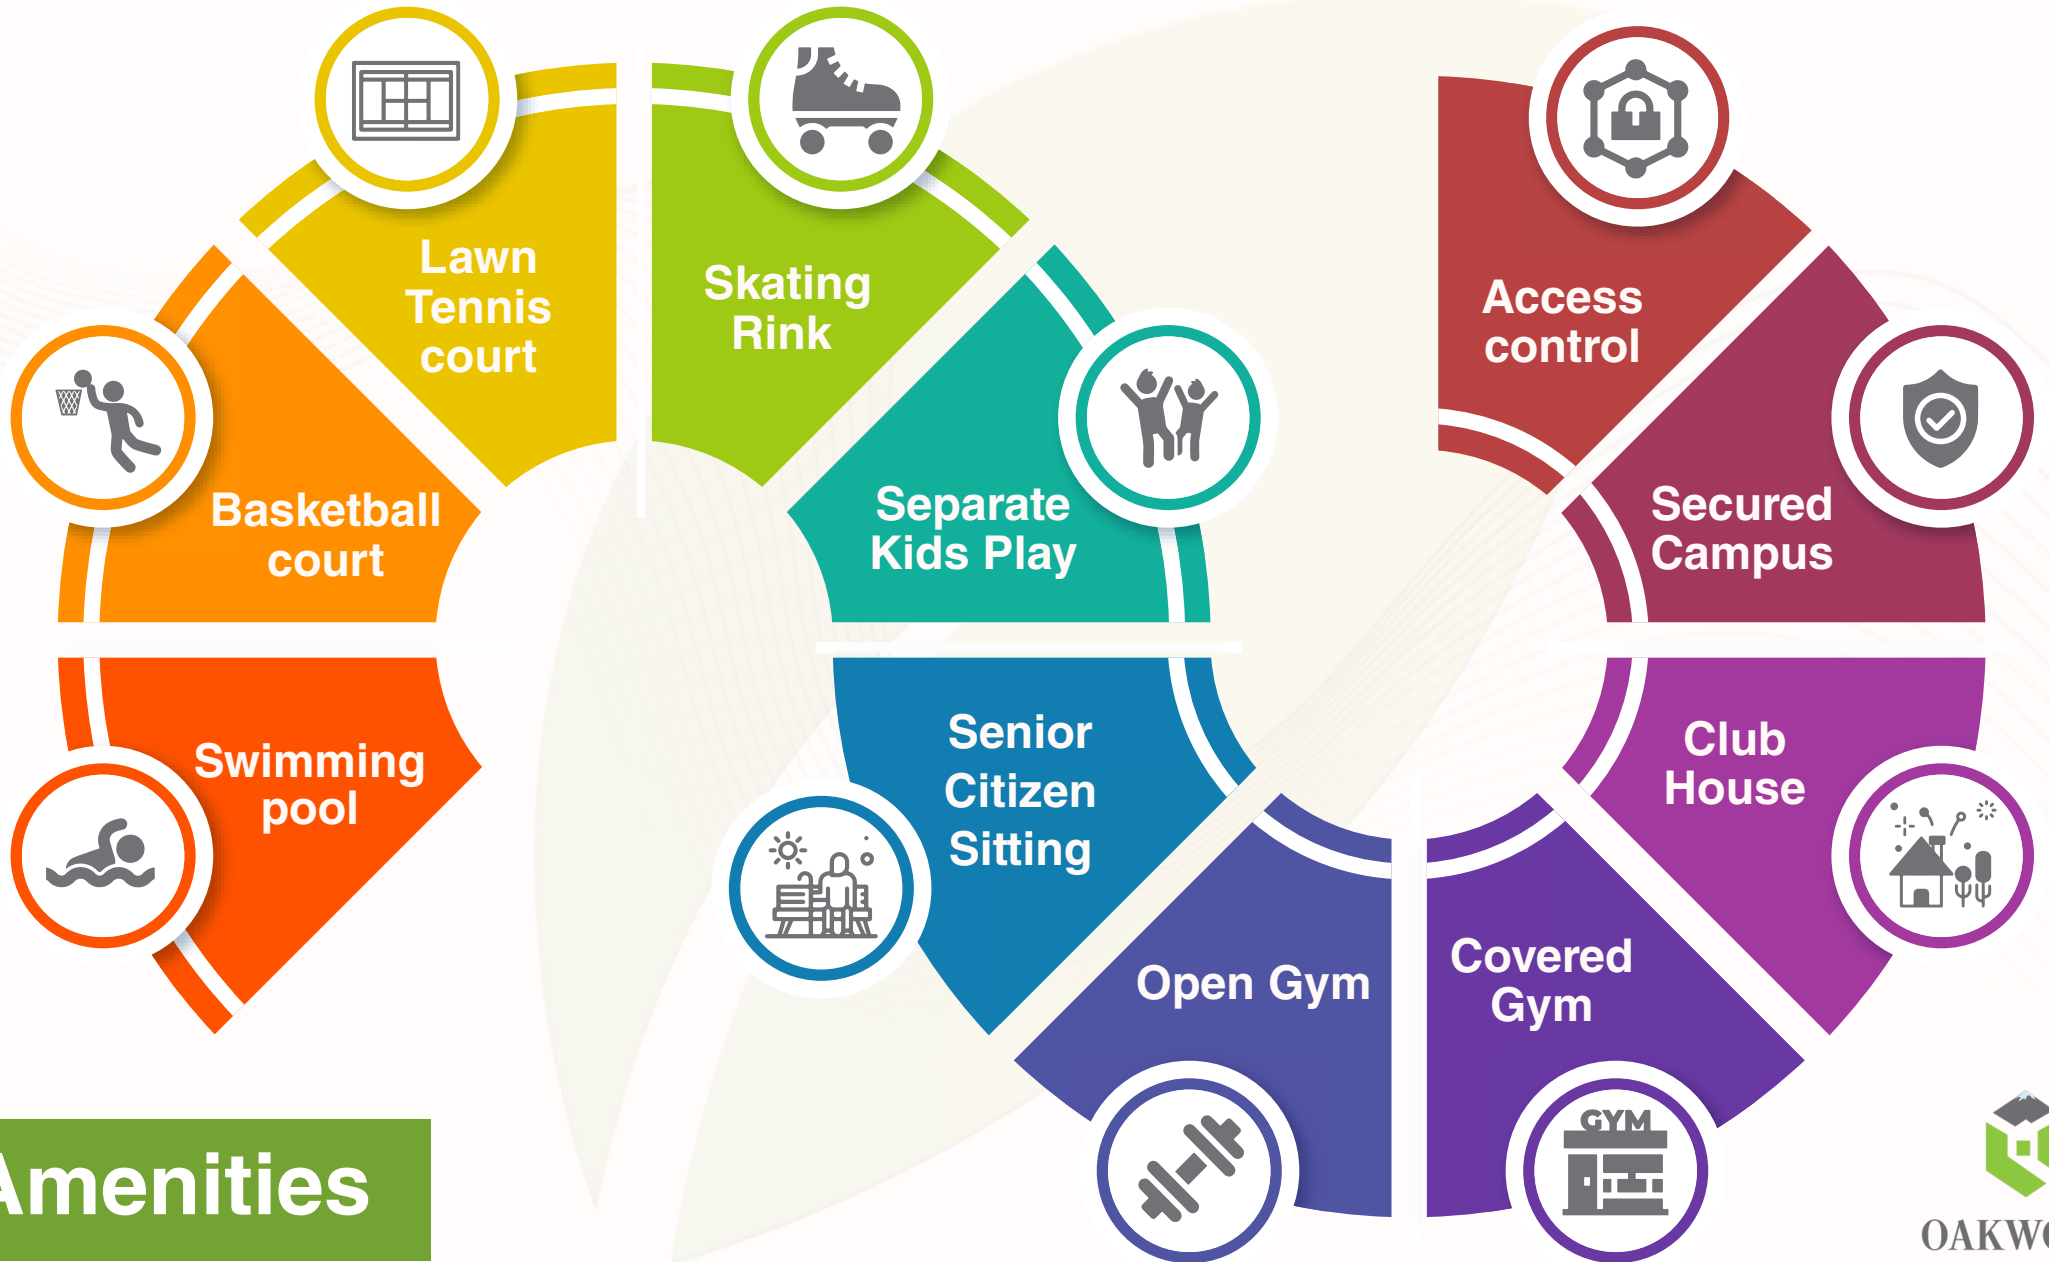 Lawn
Tennis
court
Skating
Rink
Access
control
Basketball
court
Separate
Kids Play
Secured
Campus
Swimming
pool
Senior
Citizen
Sitting
Club
House
Open Gym
Covered
Gym
GYM
Amenities